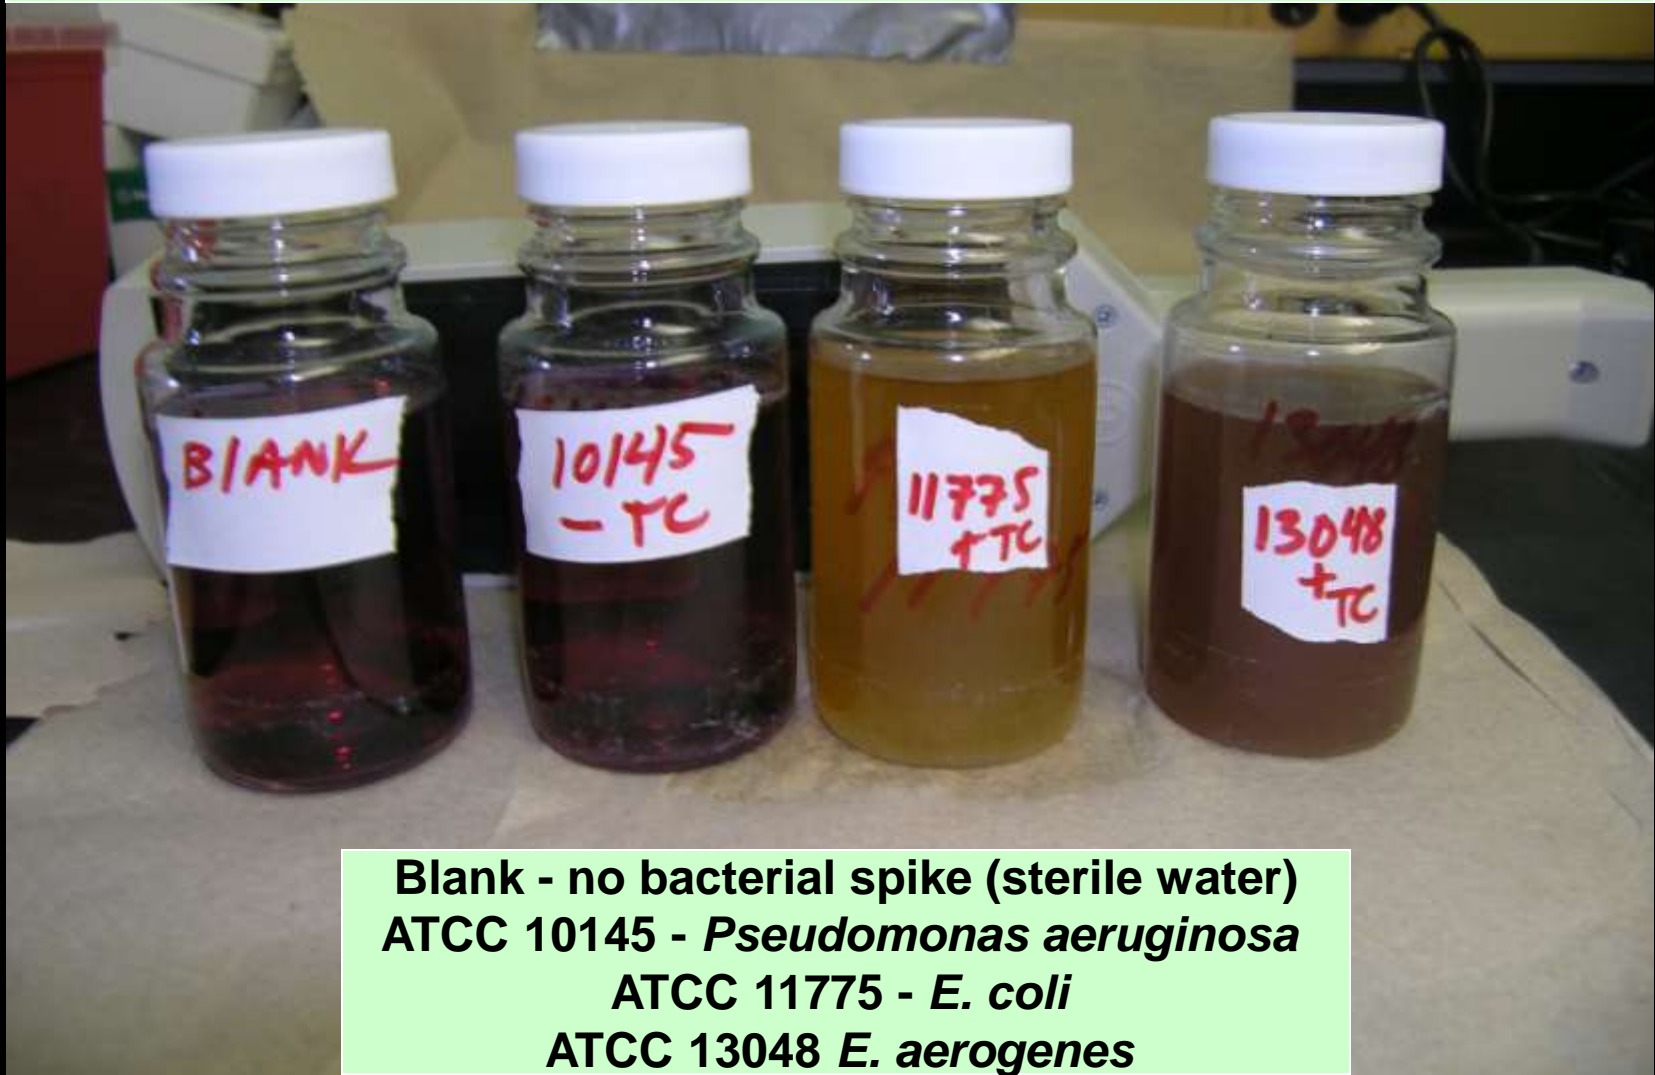 BlANK
10145
- TC
11775
+ TC
13048
+
TC
13048
Blank - no bacterial spike (sterile water)
ATCC 10145 - Pseudomonas aeruginosa
ATCC 11775 - E. coli
ATCC 13048 E. aerogenes